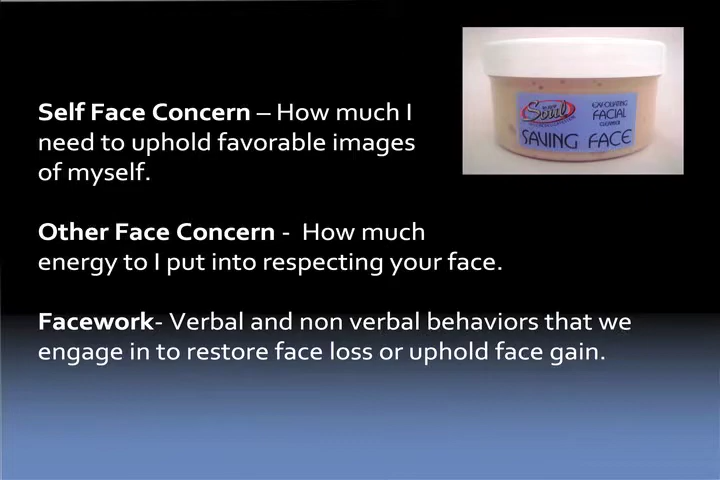 Self Face Concern – How much I
need to uphold favorable images
of myself.
Other Face Concern -  How much
energy to I put into respecting your face.
Facework- Verbal and non verbal behaviors that we
engage in to restore face loss or uphold face gain.
Soul
EXFOLIATING
FACIAL
CLEANSER
SAVING FACE